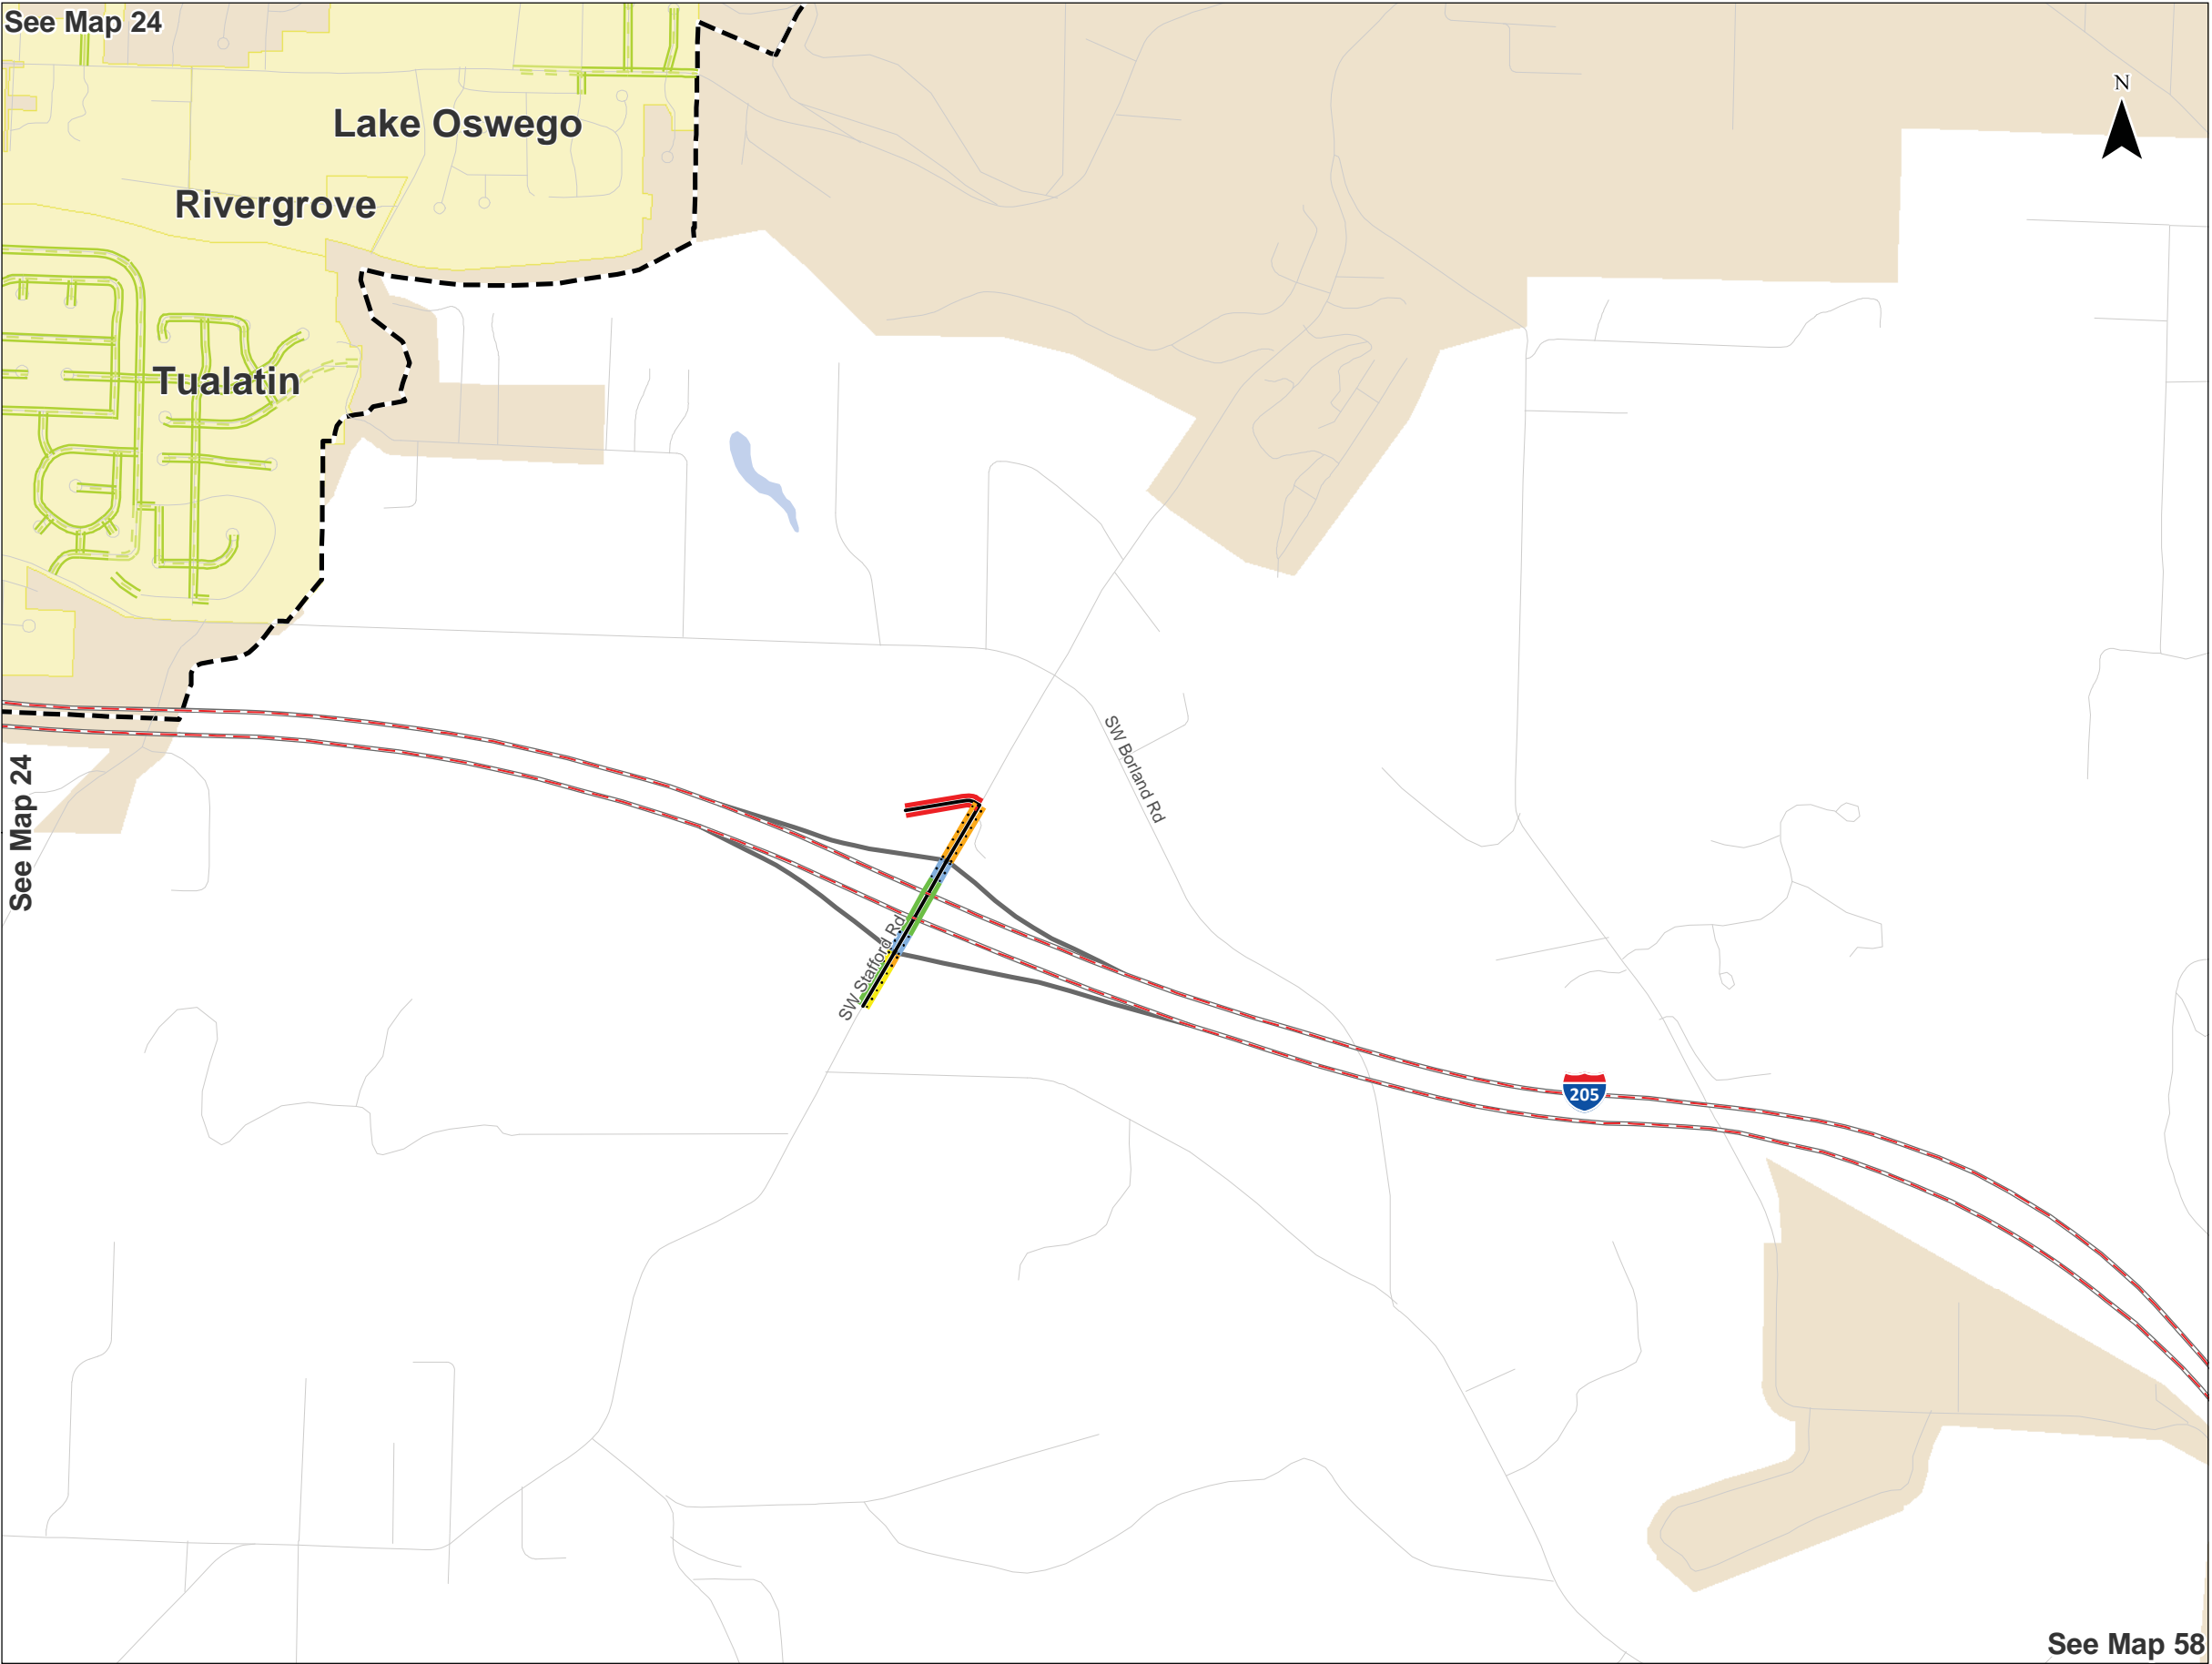 See Map 24
N
Lake Oswego
Rivergrove
Tualatin
SW Borland Rd
See Map 24
SW Stafford Rd
205
See Map 58